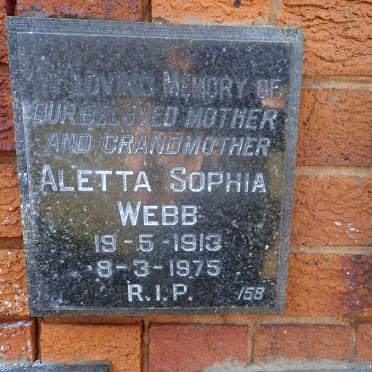 IN LOVING MEMORY OF
OUR BELOVED MOTHER
AND GRANDMOTHER
ALETTA SOPHIA
WEBB
19-5-1913
8-3-1975
R.I.P. 158